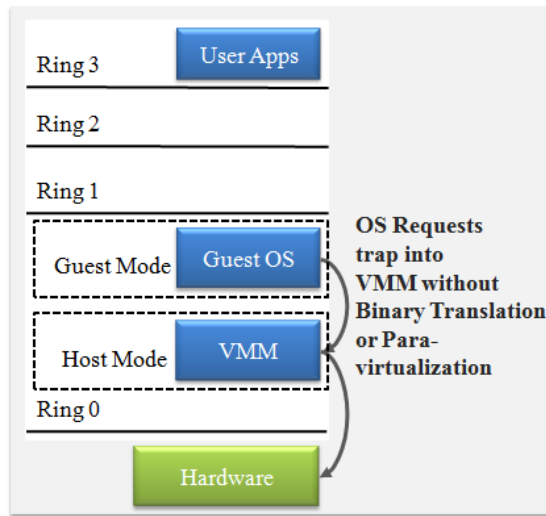 Ring 3
User Apps
Ring 2
Ring 1
Guest Mode
Guest OS
OS Requests
trap into
VMM without
Binary Translation
or Para-
virtualization
Host Mode
VMM
Ring 0
Hardware